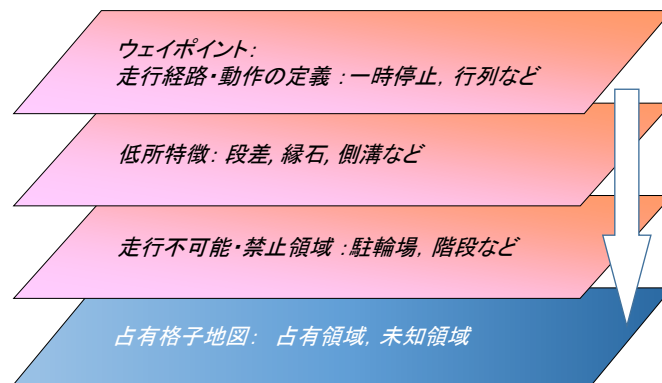 ウェイポイント:
走行経路・動作の定義 :一時停止, 行列など
低所特徴: 段差, 縁石, 側溝など
走行不可能・禁止領域 :駐輪場, 階段など
占有格子地図: 占有領域, 未知領域